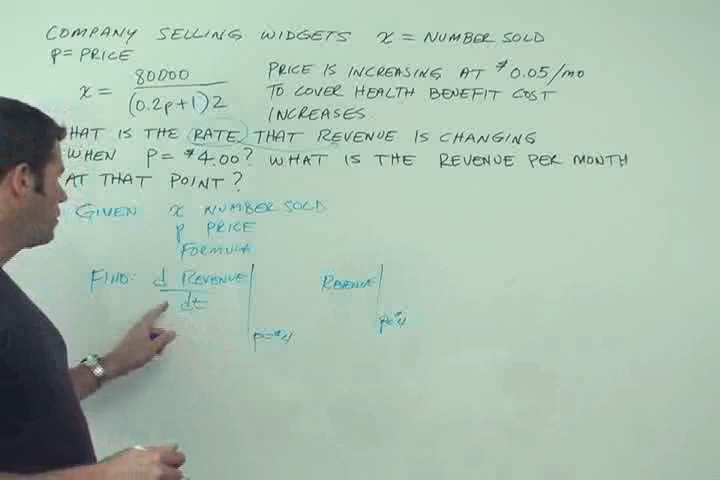 COMPANY SELLING WIDGETS X = NUMBER SOLD
P = PRICE
X = 80000 / (0.2p+1)2
PRICE IS INCREASING AT $0.05/mo
TO COVER HEALTH BENEFIT COST
INCREASES.
HAT IS THE RATE THAT REVENUE IS CHANGING
WHEN P = $4.00? WHAT IS THE REVENUE PER MONTH
AT THAT POINT?
GIVEN X NUMBER SOLD
P PRICE
FORMULA
FIND: d REVENUE / dt | p=$4
REVENUE | p=$4